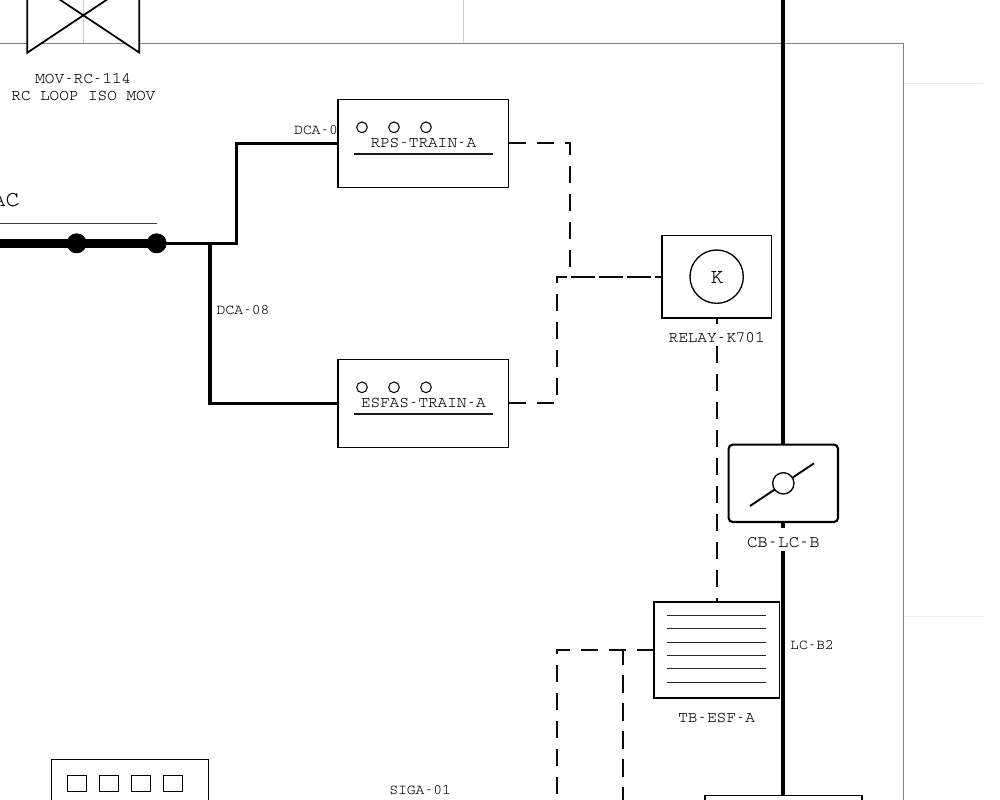 MOV-RC-114
RC LOOP ISO MOV
DCA-0
RPS-TRAIN-A
AC
K
DCA-08
RELAY-K701
ESFAS-TRAIN-A
CB-LC-B
LC-B2
TB-ESF-A
SIGA-01